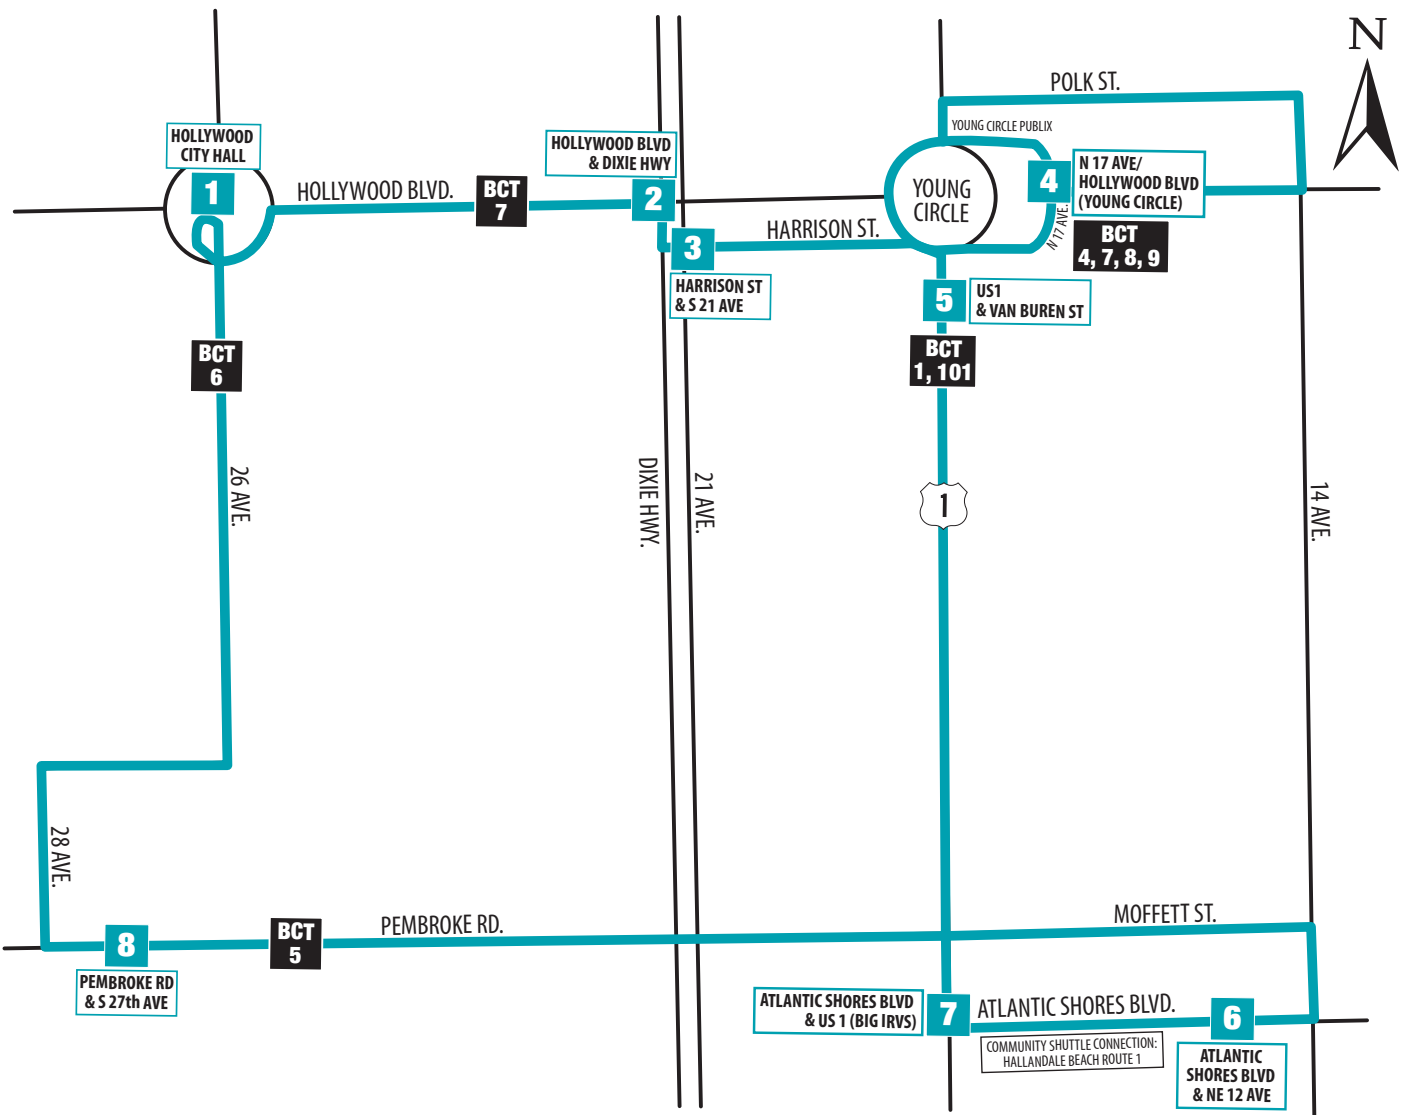 N
POLK ST.
YOUNG CIRCLE PUBLIX
HOLLYWOOD
CITY HALL
1
HOLLYWOOD BLVD.
BCT
7
HOLLYWOOD BLVD
& DIXIE HWY
2
3
HARRISON ST
& S 21 AVE
HARRISON ST.
YOUNG
CIRCLE
4
N 17 AVE/
HOLLYWOOD BLVD
(YOUNG CIRCLE)
N 17 AVE.
BCT
4, 7, 8, 9
5
US1
& VAN BUREN ST
BCT
1, 101
BCT
6
26 AVE.
DIXIE HWY.
21 AVE.
1
14 AVE.
28 AVE.
8
PEMBROKE RD
& S 27th AVE
BCT
5
PEMBROKE RD.
MOFFETT ST.
ATLANTIC SHORES BLVD
& US 1 (BIG IRVS)
7
ATLANTIC SHORES BLVD.
COMMUNITY SHUTTLE CONNECTION:
HALLANDALE BEACH ROUTE 1
6
ATLANTIC
SHORES BLVD
& NE 12 AVE